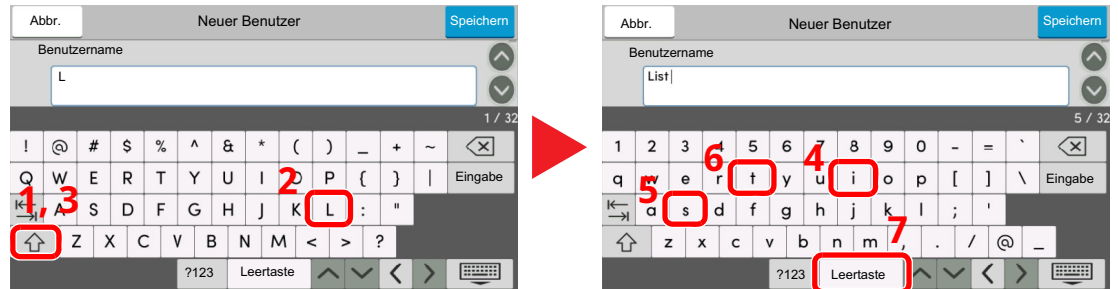 Abbr. Neuer Benutzer Speichern
Benutzername
L
1 / 32
! @ # $ % ^ & * ( ) _ + ~
Q W E R T Y U I O P { } | Eingabe
A S D F G H J K L : "
Z X C V B N M < > ?
?123 Leertaste
1, 3
2
Abbr. Neuer Benutzer Speichern
Benutzername
List
5 / 32
1 2 3 4 5 6 7 8 9 0 - = `
q w e r t y u i o p [ ] \ Eingabe
a s d f g h j k l ; '
z x c v b n m , . / @ _
?123 Leertaste
6
4
5
7